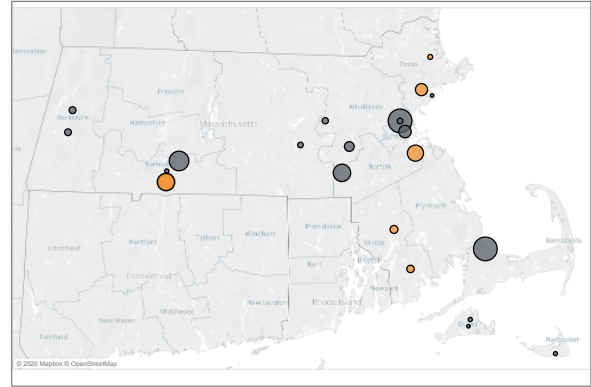 Essex
Franklin
Middlesex
Berkshire
Massachusetts
Hampshire
Norfolk
Plymouth
Litchfield
Hartford
Tolland
Windham
Providence
Bristol
Barnstable
Kent
Bristol
Connecticut
Newport
New London
Rhode Island
Middlesex
New Haven
Nantucket
Fairfield
© 2020 Mapbox © OpenStreetMap